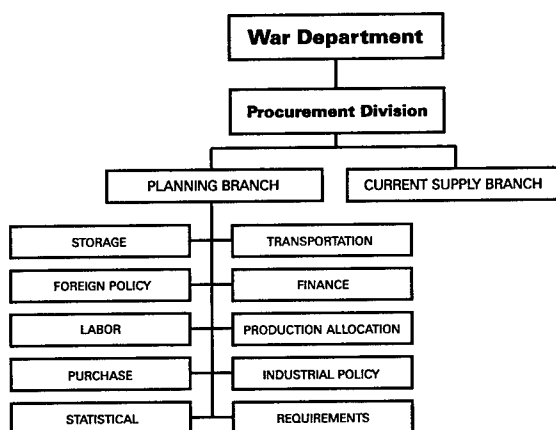 War Department
Procurement Division
PLANNING BRANCH
CURRENT SUPPLY BRANCH
STORAGE
TRANSPORTATION
FOREIGN POLICY
FINANCE
LABOR
PRODUCTION ALLOCATION
PURCHASE
INDUSTRIAL POLICY
STATISTICAL
REQUIREMENTS